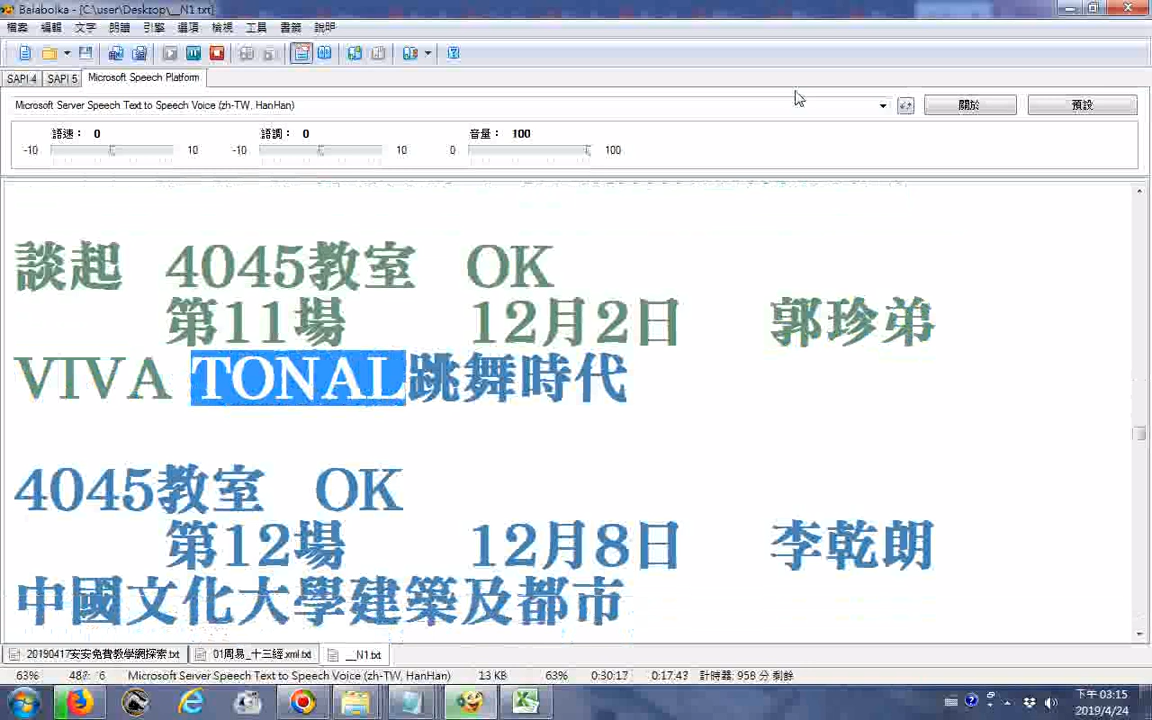 Balabolka - [C:\user\Desktop\__N1.txt]
檔案 編輯 文字 朗讀 引擎 選項 檢視 工具 書籤 說明
SAPI 4 SAPI 5 Microsoft Speech Platform
Microsoft Server Speech Text to Speech Voice (zh-TW, HanHan) 關於 預設
語速： 0 語調： 0 音量： 100
-10 10 -10 10 0 100
談起 4045教室 OK
第11場 12月2日 郭珍弟
VIVA TONAL跳舞時代
4045教室 OK
第12場 12月8日 李乾朗
中國文化大學建築及都市
20190417安安免費教學網探索.txt 01周易_十三經.xml.txt __N1.txt
63% Microsoft Server Speech Text to Speech Voice (zh-TW, HanHan) 13 KB 63% 0:30:17 0:17:43 計時器: 958 分 剩餘
下午 03:15
2019/4/24